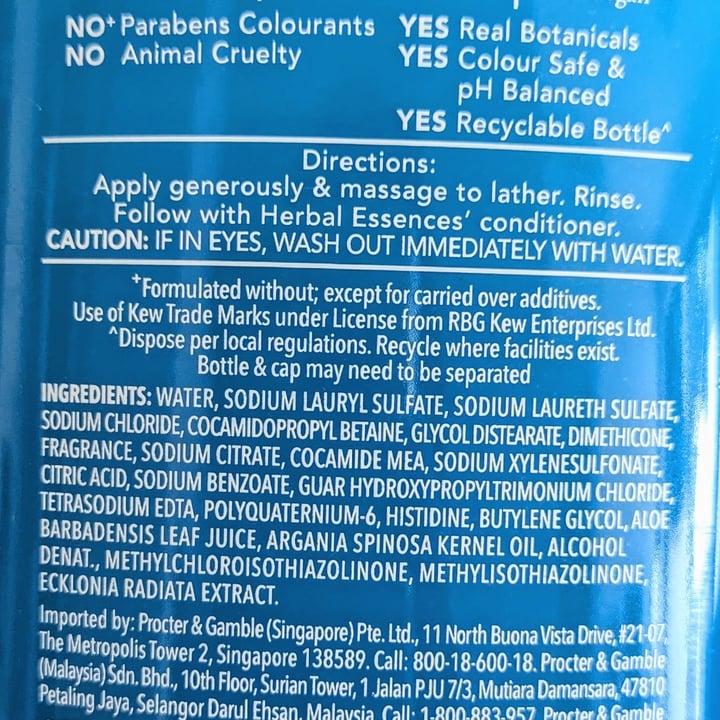 NO+ Parabens Colourants YES Real Botanicals
NO Animal Cruelty YES Colour Safe &
pH Balanced
YES Recyclable Bottle^
Directions:
Apply generously & massage to lather. Rinse.
Follow with Herbal Essences' conditioner.
CAUTION: IF IN EYES, WASH OUT IMMEDIATELY WITH WATER.
+Formulated without; except for carried over additives.
Use of Kew Trade Marks under License from RBG Kew Enterprises Ltd.
^Dispose per local regulations. Recycle where facilities exist.
Bottle & cap may need to be separated
INGREDIENTS: WATER, SODIUM LAURYL SULFATE, SODIUM LAURETH SULFATE,
SODIUM CHLORIDE, COCAMIDOPROPYL BETAINE, GLYCOL DISTEARATE, DIMETHICONE,
FRAGRANCE, SODIUM CITRATE, COCAMIDE MEA, SODIUM XYLENESULFONATE,
CITRIC ACID, SODIUM BENZOATE, GUAR HYDROXYPROPYLTRIMONIUM CHLORIDE,
TETRASODIUM EDTA, POLYQUATERNIUM-6, HISTIDINE, BUTYLENE GLYCOL, ALOE
BARBADENSIS LEAF JUICE, ARGANIA SPINOSA KERNEL OIL, ALCOHOL
DENAT., METHYLCHLOROISOTHIAZOLINONE, METHYLISOTHIAZOLINONE,
ECKLONIA RADIATA EXTRACT.
Imported by: Procter & Gamble (Singapore) Pte. Ltd., 11 North Buona Vista Drive, #21-07,
The Metropolis Tower 2, Singapore 138589. Call: 800-18-600-18. Procter & Gamble
(Malaysia) Sdn. Bhd., 10th Floor, Surian Tower, 1 Jalan PJU 7/3, Mutiara Damansara, 47810
Petaling Jaya, Selangor Darul Ehsan, Malaysia. Call: 1-800-883-957. Procter & Gamble